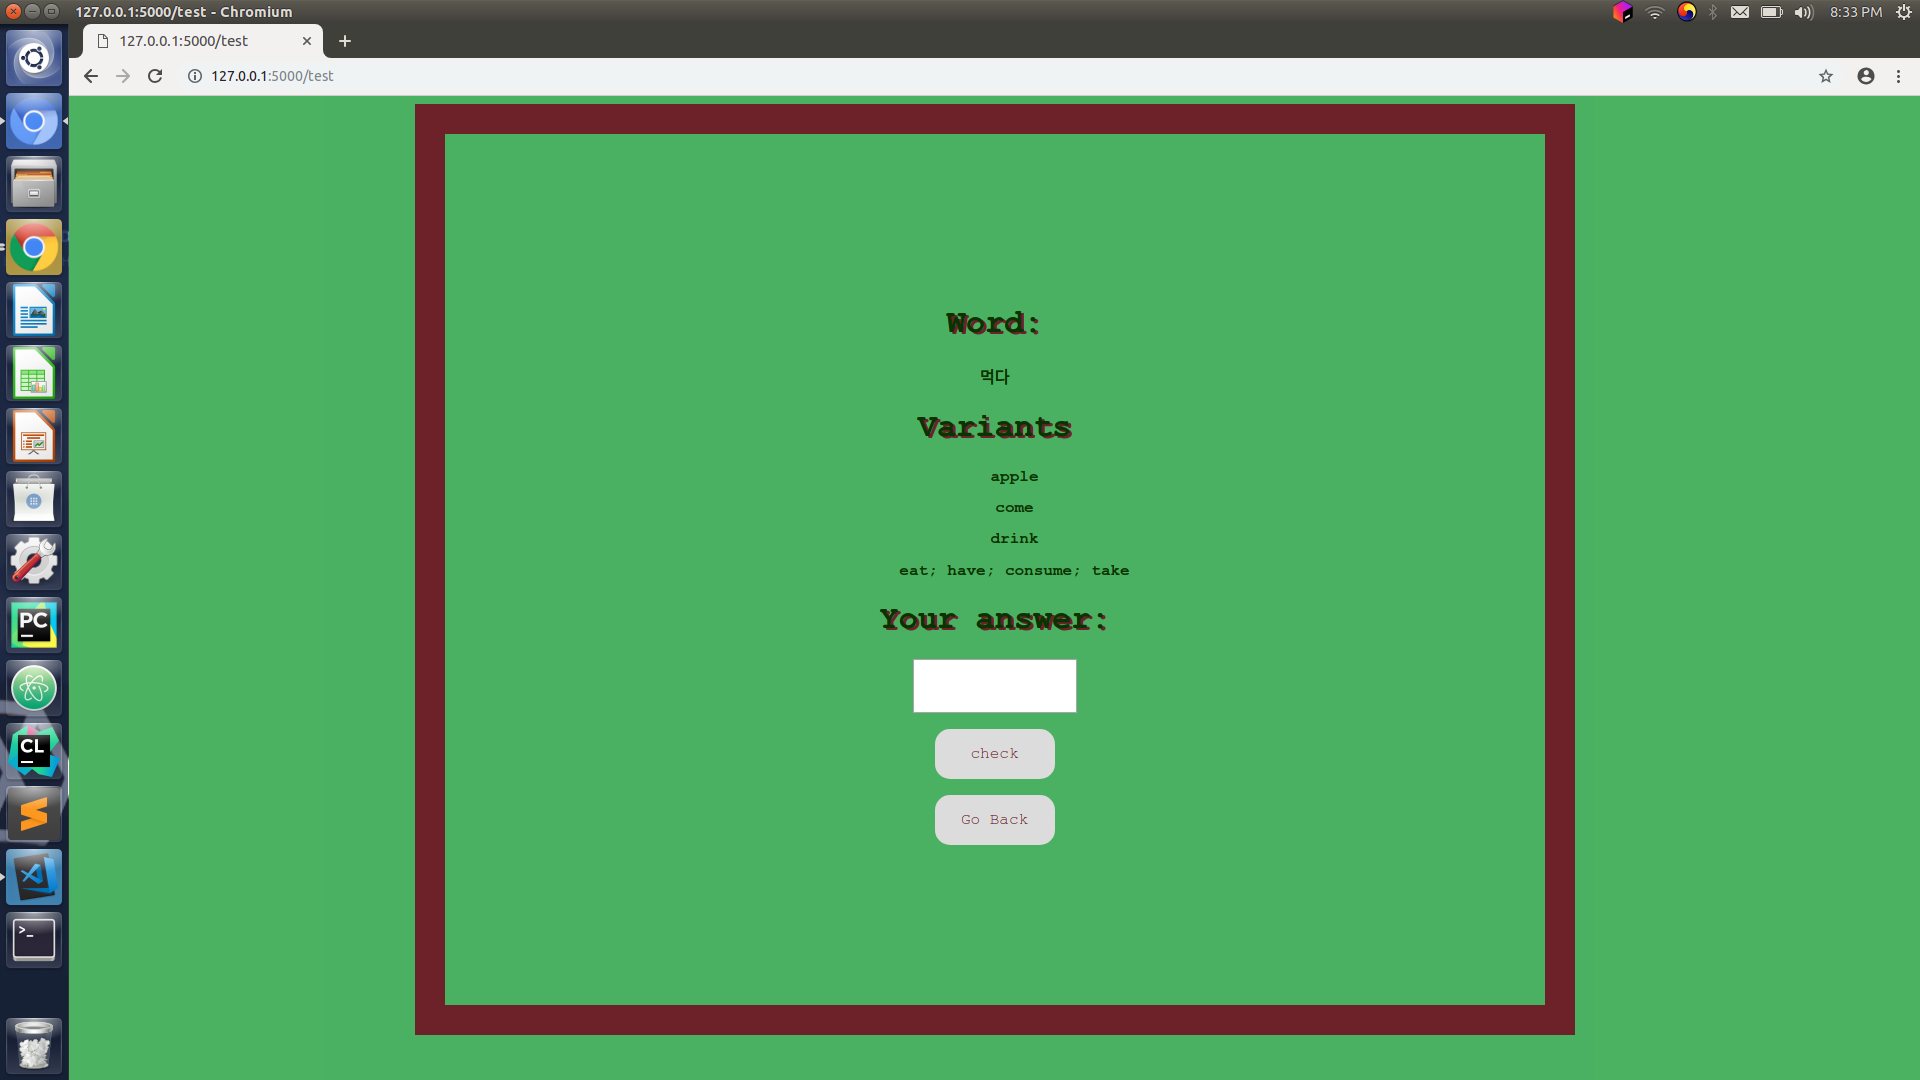 127.0.0.1:5000/test - Chromium
8:33 PM
127.0.0.1:5000/test
127.0.0.1:5000/test
Word:
먹다
Variants
apple
come
drink
eat; have; consume; take
Your answer:
check
Go Back
PC
CL
>_